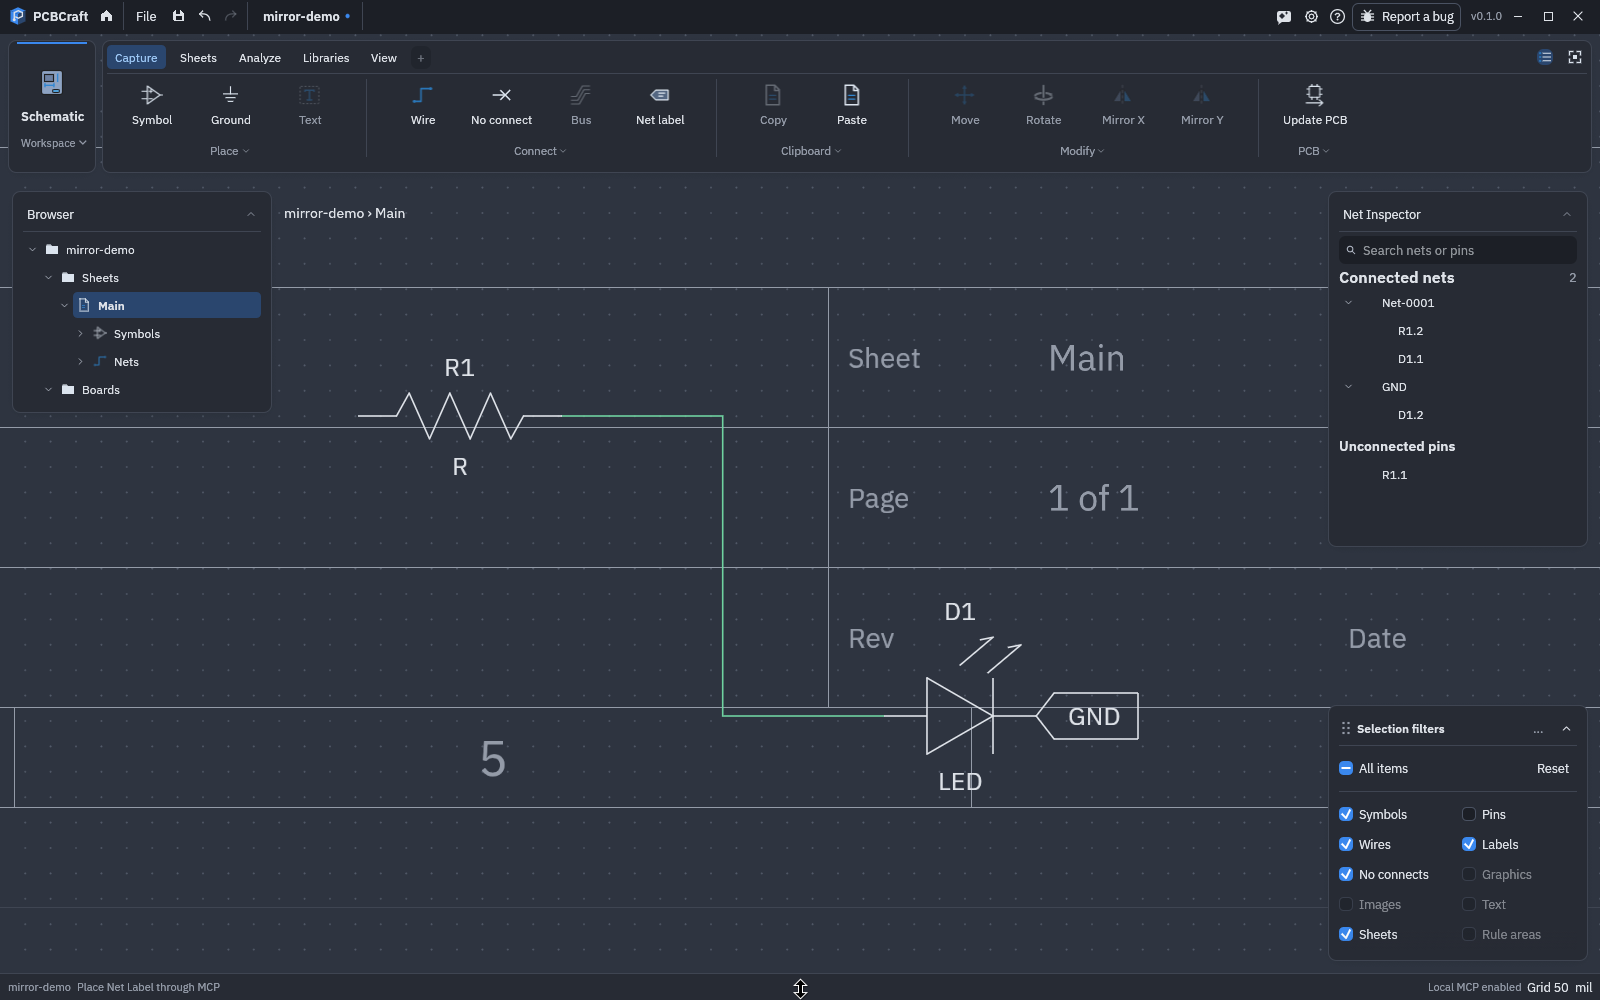 PCBCraft File mirror-demo Report a bug v0.1.0
Schematic
Workspace
Capture Sheets Analyze Libraries View +
Symbol Ground Text Wire No connect Bus Net label Copy Paste Move Rotate Mirror X Mirror Y Update PCB
Place Connect Clipboard Modify PCB
Browser
mirror-demo
Sheets
Main
Symbols
Nets
Boards
mirror-demo › Main
R1
R
Sheet Main
Page 1 of 1
Rev Date
D1
GND
LED
5
Net Inspector
Search nets or pins
Connected nets 2
Net-0001
R1.2
D1.1
GND
D1.2
Unconnected pins
R1.1
Selection filters ...
All items Reset
Symbols Pins
Wires Labels
No connects Graphics
Images Text
Sheets Rule areas
mirror-demo Place Net Label through MCP Local MCP enabled Grid 50 mil